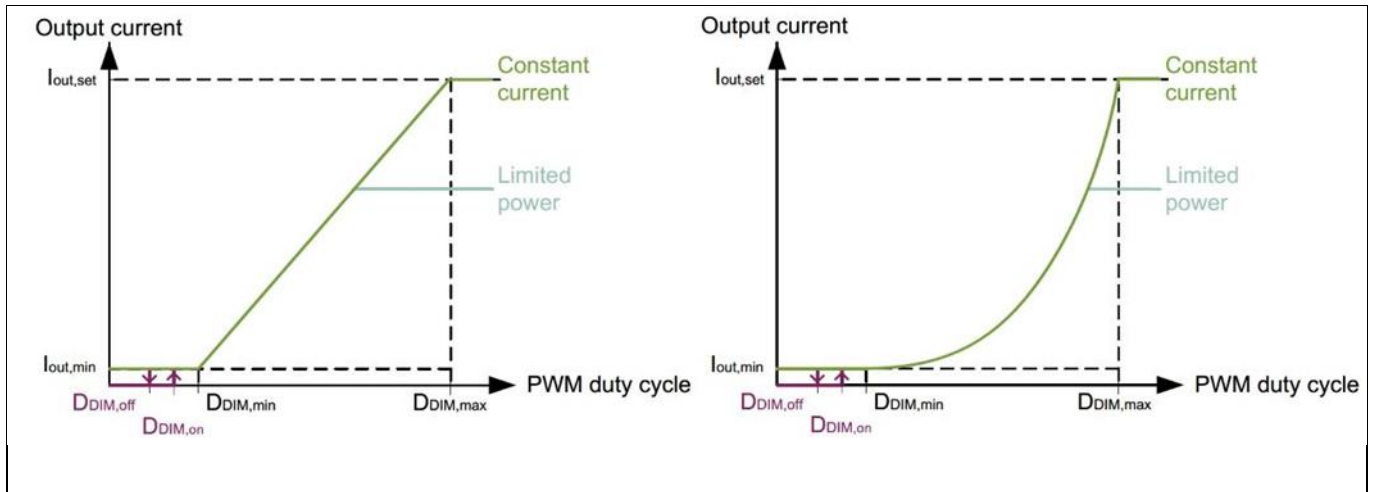 Output current
Iout,set
Constant
current
Limited
power
Iout,min
PWM duty cycle
DDIM,off
DDIM,min
DDIM,max
DDIM,on
Output current
Iout,set
Constant
current
Limited
power
Iout,min
PWM duty cycle
DDIM,off
DDIM,min
DDIM,max
DDIM,on